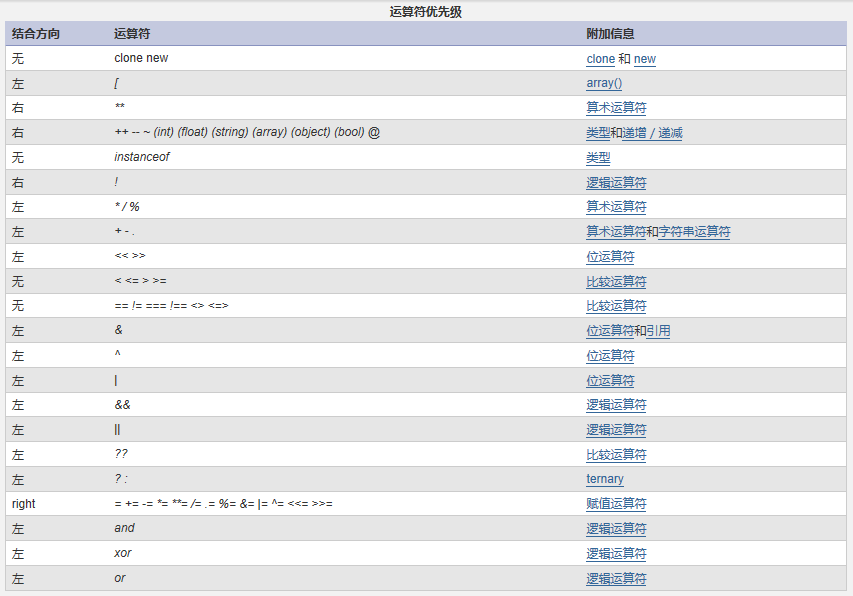 运算符优先级
结合方向 运算符 附加信息
无 clone new clone 和 new
左 [ array()
右 ** 算术运算符
右 ++ -- ~ (int) (float) (string) (array) (object) (bool) @ 类型和递增 / 递减
无 instanceof 类型
右 ! 逻辑运算符
左 * / % 算术运算符
左 + - . 算术运算符和字符串运算符
左 << >> 位运算符
无 < <= > >= 比较运算符
无 == != === !== <> <=> 比较运算符
左 & 位运算符和引用
左 ^ 位运算符
左 | 位运算符
左 && 逻辑运算符
左 || 逻辑运算符
左 ?? 比较运算符
左 ? : ternary
right = += -= *= **= /= .= %= &= |= ^= <<= >>= 赋值运算符
左 and 逻辑运算符
左 xor 逻辑运算符
左 or 逻辑运算符